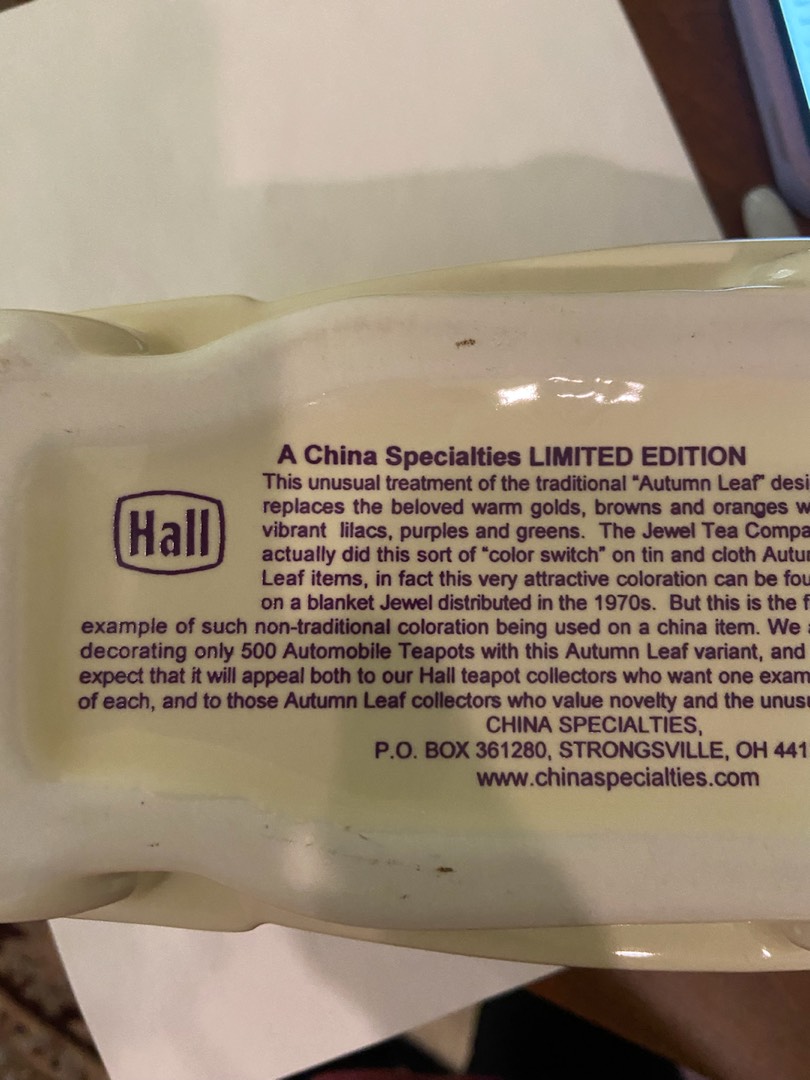 A China Specialties LIMITED EDITION
This unusual treatment of the traditional "Autumn Leaf" desi
replaces the beloved warm golds, browns and oranges w
vibrant lilacs, purples and greens. The Jewel Tea Compa
actually did this sort of "color switch" on tin and cloth Autu
Leaf items, in fact this very attractive coloration can be fou
on a blanket Jewel distributed in the 1970s. But this is the f
Hall
example of such non-traditional coloration being used on a china item. We
decorating only 500 Automobile Teapots with this Autumn Leaf variant, and
expect that it will appeal both to our Hall teapot collectors who want one exam
of each, and to those Autumn Leaf collectors who value novelty and the unusu
CHINA SPECIALTIES,
P.O. BOX 361280, STRONGSVILLE, OH 441
www.chinaspecialties.com